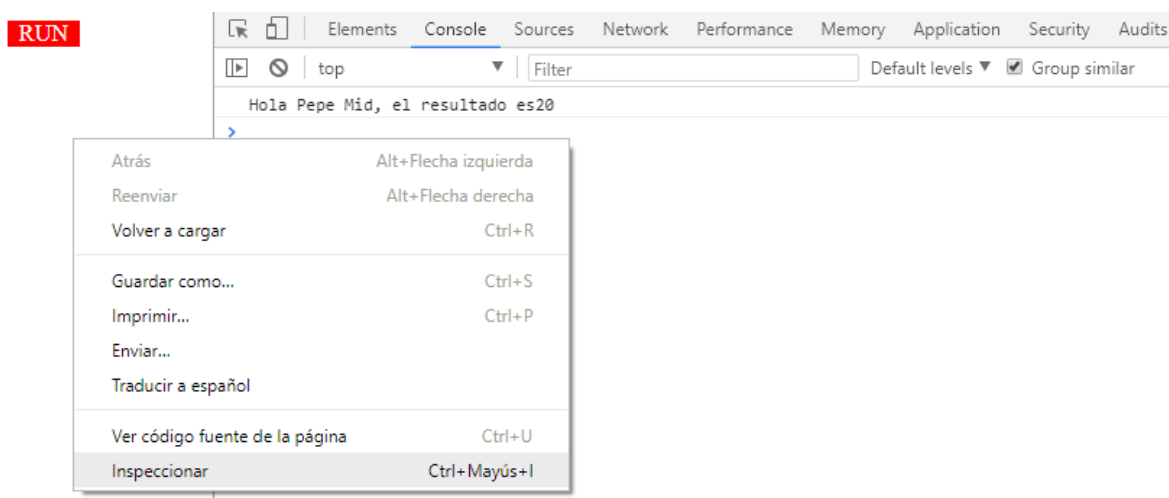 RUN
Elements Console Sources Network Performance Memory Application Security Audits
top Filter Default levels Group similar
Hola Pepe Mid, el resultado es20
Atrás Alt+Flecha izquierda
Reenviar Alt+Flecha derecha
Volver a cargar Ctrl+R
Guardar como... Ctrl+S
Imprimir... Ctrl+P
Enviar...
Traducir a español
Ver código fuente de la página Ctrl+U
Inspeccionar Ctrl+Mayús+I